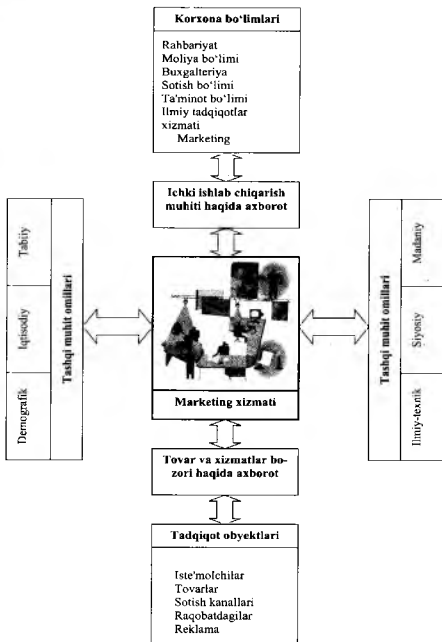 Korxona bo‘limlari
Rahbariyat
Moliya bo‘limi
Buxgalteriya
Sotish bo‘limi
Ta'minot bo‘limi
Ilmiy tadqiqotlar
xizmati
Marketing
Ichki ishlab chiqarish
muhiti haqida axborot
Tabiiy
Iqtisodiy
Demografik
Tashqi muhit omillari
Marketing xizmati
Tashqi muhit omillari
Madaniy
Siyosiy
Ilmiy-texnik
Tovar va xizmatlar bo-
zori haqida axborot
Tadqiqot obyektlari
Iste'molchilar
Tovarlar
Sotish kanallari
Raqobatdagilar
Reklama